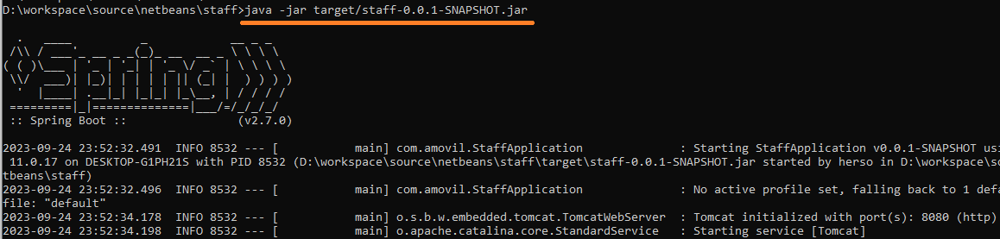 D:\workspace\source\netbeans\staff>java -jar target/staff-0.0.1-SNAPSHOT.jar
  .   ____          _            __ _ _
 /\\ / ___'_ __ _ _(_)_ __  __ _ \ \ \ \
( ( )\___ | '_ | '_| | '_ \/ _` | \ \ \ \
 \\/  ___)| |_)| | | | | || (_| |  ) ) ) )
  '  |____| .__|_| |_|_| |_\__, | / / / /
 =========|_|==============|___/=/_/_/_/
 :: Spring Boot ::                (v2.7.0)
2023-09-24 23:52:32.491  INFO 8532 --- [           main] com.amovil.StaffApplication              : Starting StaffApplication v0.0.1-SNAPSHOT usi
 11.0.17 on DESKTOP-G1PH21S with PID 8532 (D:\workspace\source\netbeans\staff\target\staff-0.0.1-SNAPSHOT.jar started by herso in D:\workspace\so
tbeans\staff)
2023-09-24 23:52:32.496  INFO 8532 --- [           main] com.amovil.StaffApplication              : No active profile set, falling back to 1 defa
file: "default"
2023-09-24 23:52:34.178  INFO 8532 --- [           main] o.s.b.w.embedded.tomcat.TomcatWebServer  : Tomcat initialized with port(s): 8080 (http)
2023-09-24 23:52:34.198  INFO 8532 --- [           main] o.apache.catalina.core.StandardService   : Starting service [Tomcat]